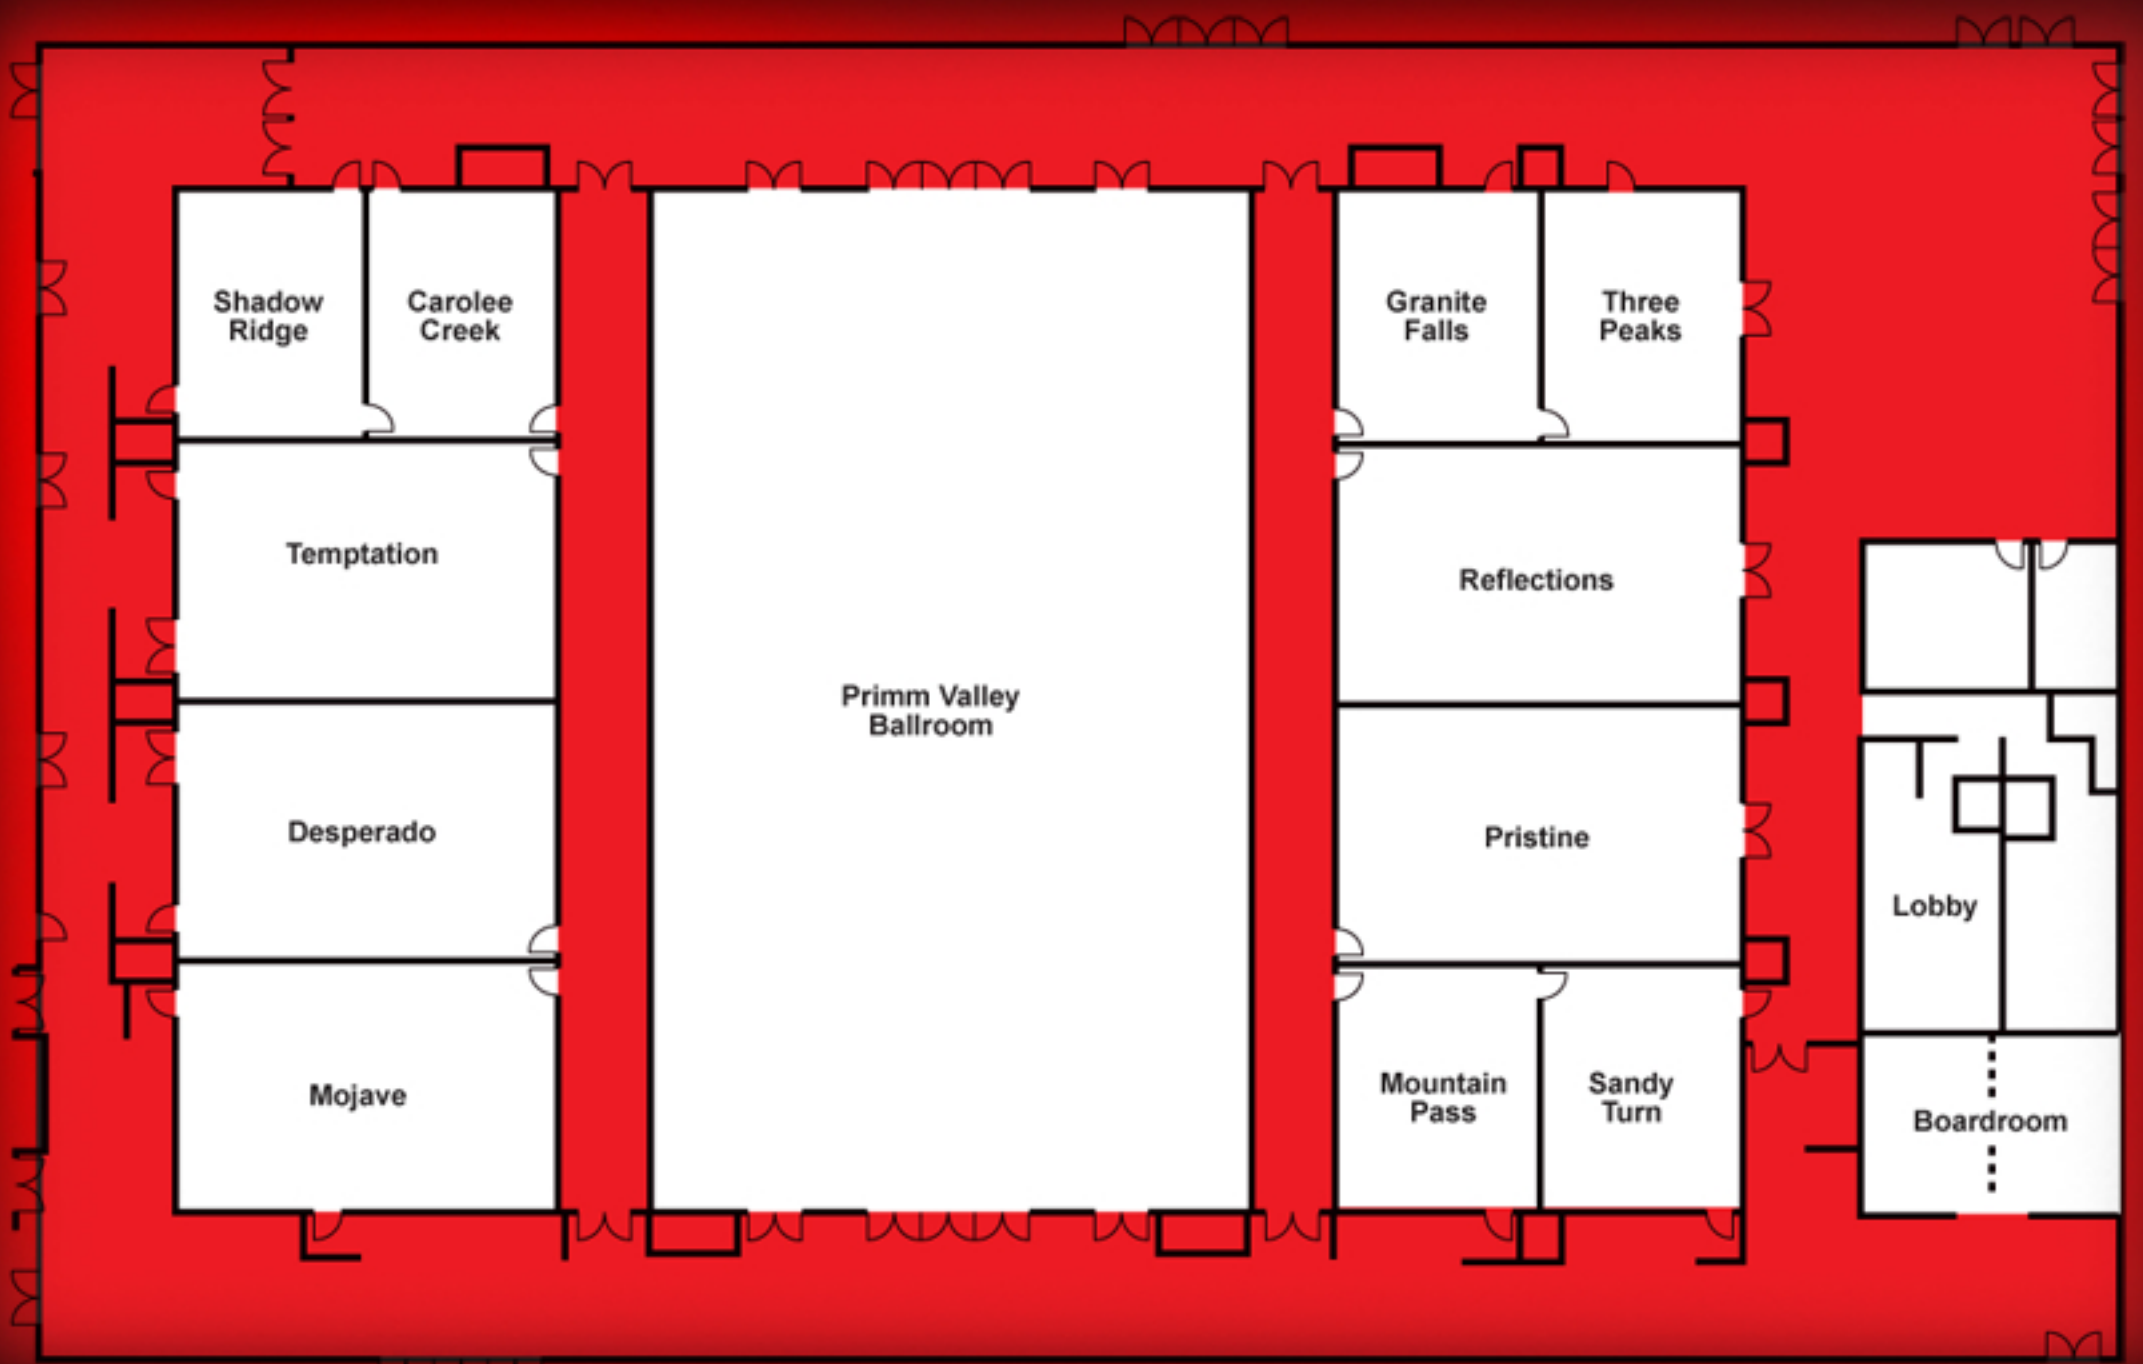 Shadow
Ridge
Carolee
Creek
Granite
Falls
Three
Peaks
Temptation
Reflections
Primm Valley
Ballroom
Desperado
Pristine
Lobby
Mojave
Mountain
Pass
Sandy
Turn
Boardroom